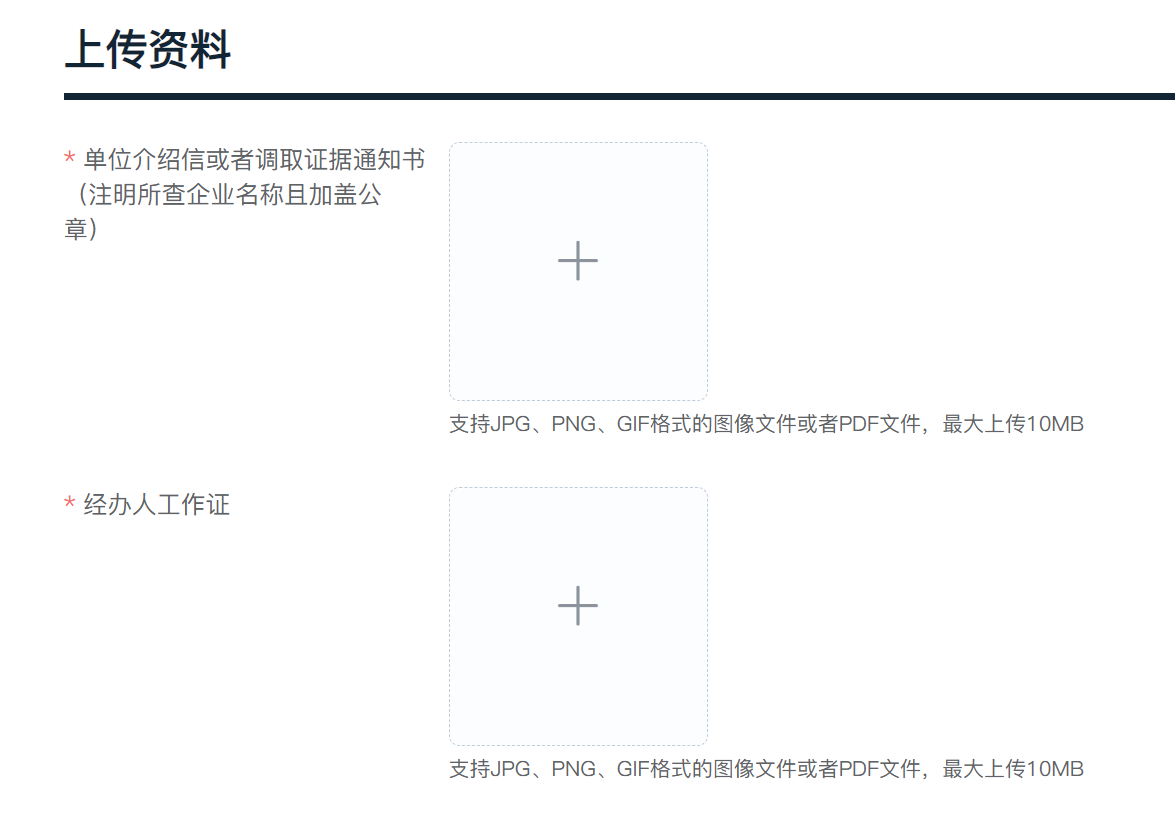 上传资料
* 单位介绍信或者调取证据通知书
（注明所查企业名称且加盖公
章）
支持JPG、PNG、GIF格式的图像文件或者PDF文件，最大上传10MB
* 经办人工作证
支持JPG、PNG、GIF格式的图像文件或者PDF文件，最大上传10MB